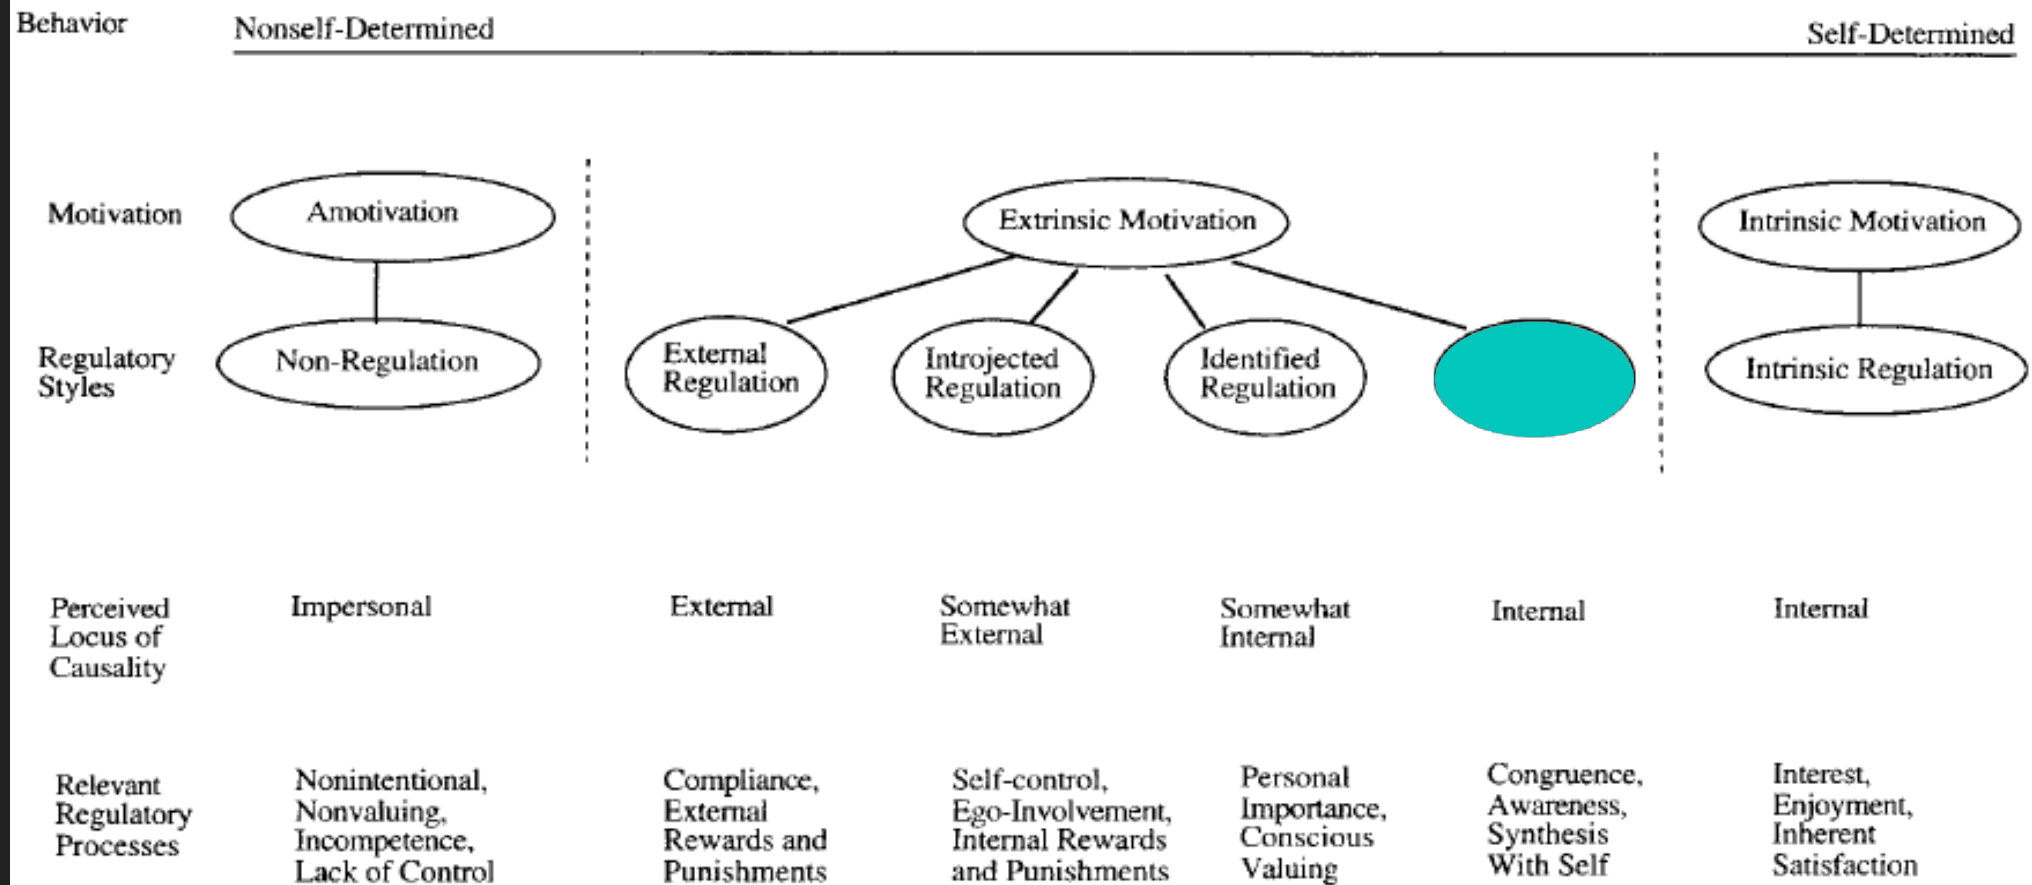 Behavior
Nonself-Determined
Self-Determined
Motivation
Amotivation
Extrinsic Motivation
Intrinsic Motivation
Regulatory
Styles
Non-Regulation
External
Regulation
Introjected
Regulation
Identified
Regulation
Intrinsic Regulation
Perceived
Locus of
Causality
Impersonal
External
Somewhat
External
Somewhat
Internal
Internal
Internal
Relevant
Regulatory
Processes
Nonintentional,
Nonvaluing,
Incompetence,
Lack of Control
Compliance,
External
Rewards and
Punishments
Self-control,
Ego-Involvement,
Internal Rewards
and Punishments
Personal
Importance,
Conscious
Valuing
Congruence,
Awareness,
Synthesis
With Self
Interest,
Enjoyment,
Inherent
Satisfaction